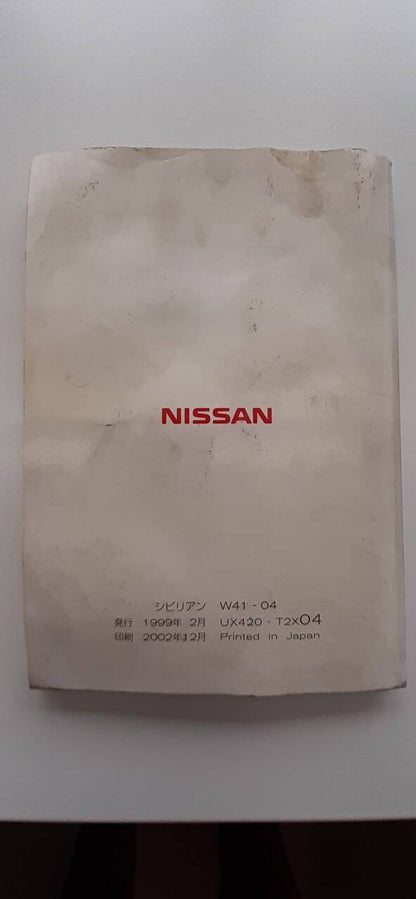 NISSAN
シビリアン W41 - 04
発行 1999年 2月 UX420 - T2X04
印刷 2002年12月 Printed in Japan